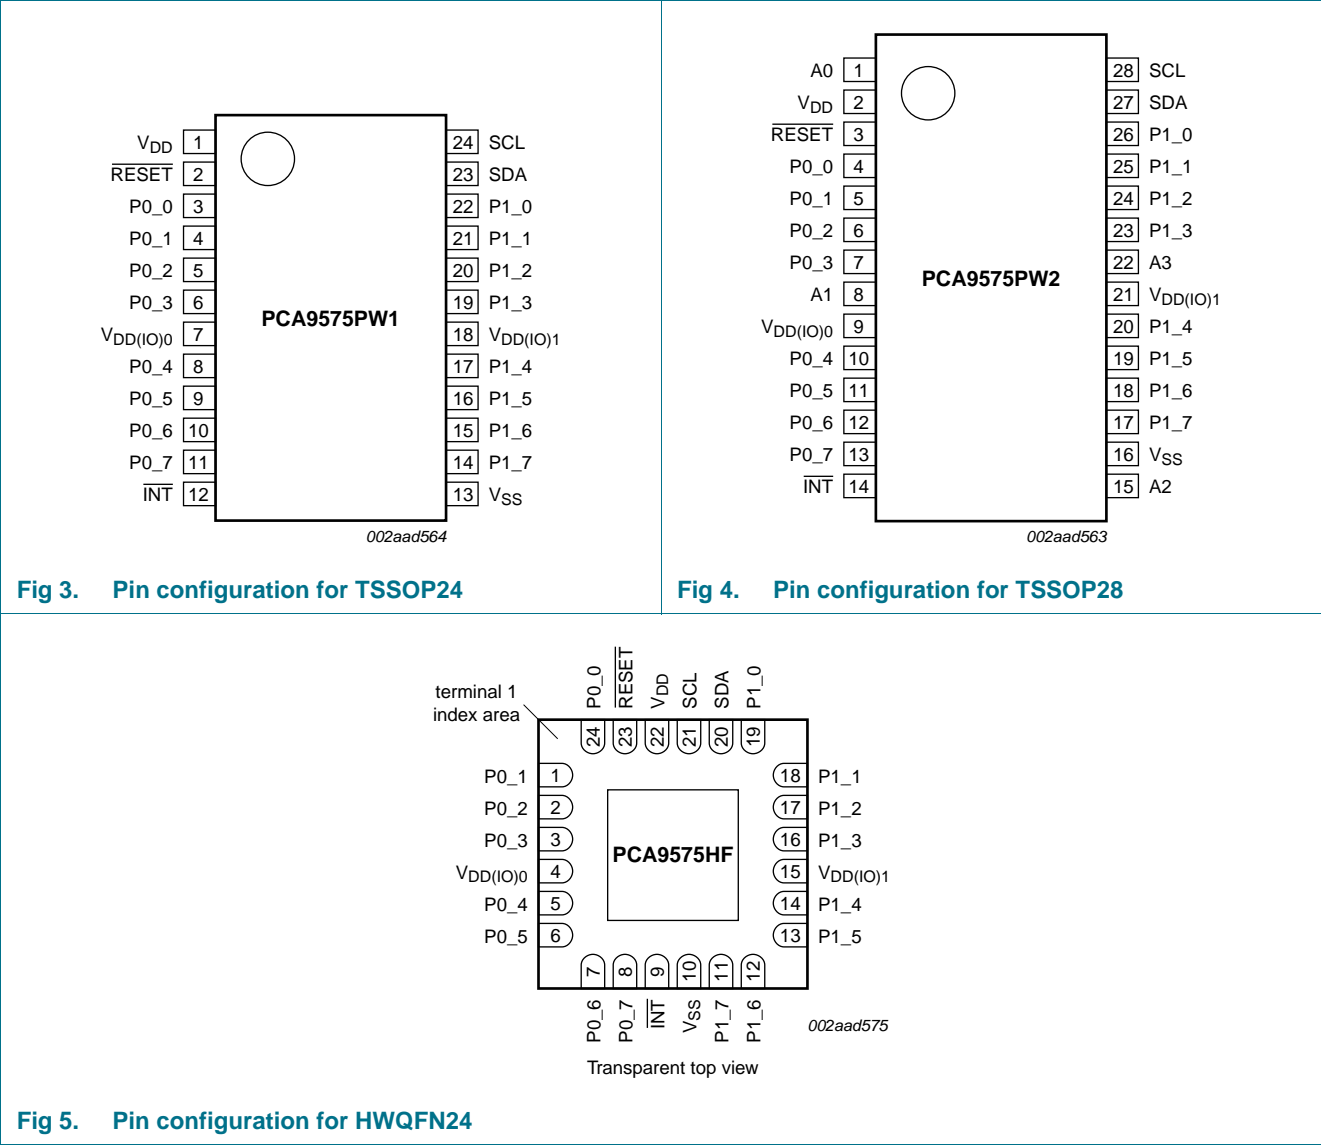 VDD 1
RESET 2
P0_0 3
P0_1 4
P0_2 5
P0_3 6
VDD(IO)0 7
P0_4 8
P0_5 9
P0_6 10
P0_7 11
INT 12
PCA9575PW1
24 SCL
23 SDA
22 P1_0
21 P1_1
20 P1_2
19 P1_3
18 VDD(IO)1
17 P1_4
16 P1_5
15 P1_6
14 P1_7
13 VSS
002aad564
Fig 3. Pin configuration for TSSOP24
A0 1
VDD 2
RESET 3
P0_0 4
P0_1 5
P0_2 6
P0_3 7
A1 8
VDD(IO)0 9
P0_4 10
P0_5 11
P0_6 12
P0_7 13
INT 14
PCA9575PW2
28 SCL
27 SDA
26 P1_0
25 P1_1
24 P1_2
23 P1_3
22 A3
21 VDD(IO)1
20 P1_4
19 P1_5
18 P1_6
17 P1_7
16 VSS
15 A2
002aad563
Fig 4. Pin configuration for TSSOP28
terminal 1
index area
P0_0 24
RESET 23
VDD 22
SCL 21
SDA 20
P1_0 19
P0_1 1
P0_2 2
P0_3 3
VDD(IO)0 4
P0_4 5
P0_5 6
PCA9575HF
18 P1_1
17 P1_2
16 P1_3
15 VDD(IO)1
14 P1_4
13 P1_5
P0_6 7
P0_7 8
INT 9
VSS 10
P1_7 11
P1_6 12
002aad575
Transparent top view
Fig 5. Pin configuration for HWQFN24